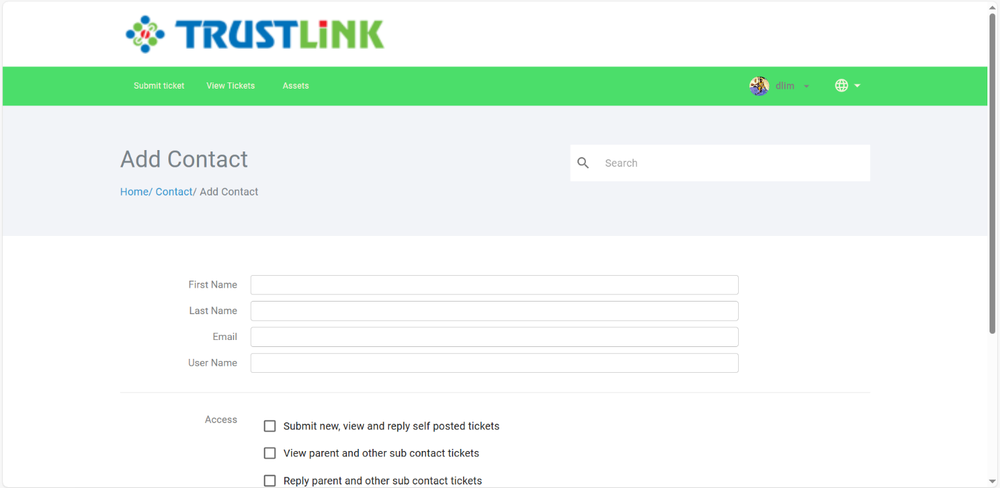 TRUSTLiNK
Submit ticket View Tickets Assets dlim
Add Contact
Search
Home/ Contact/ Add Contact
First Name
Last Name
Email
User Name
Access
Submit new, view and reply self posted tickets
View parent and other sub contact tickets
Reply parent and other sub contact tickets